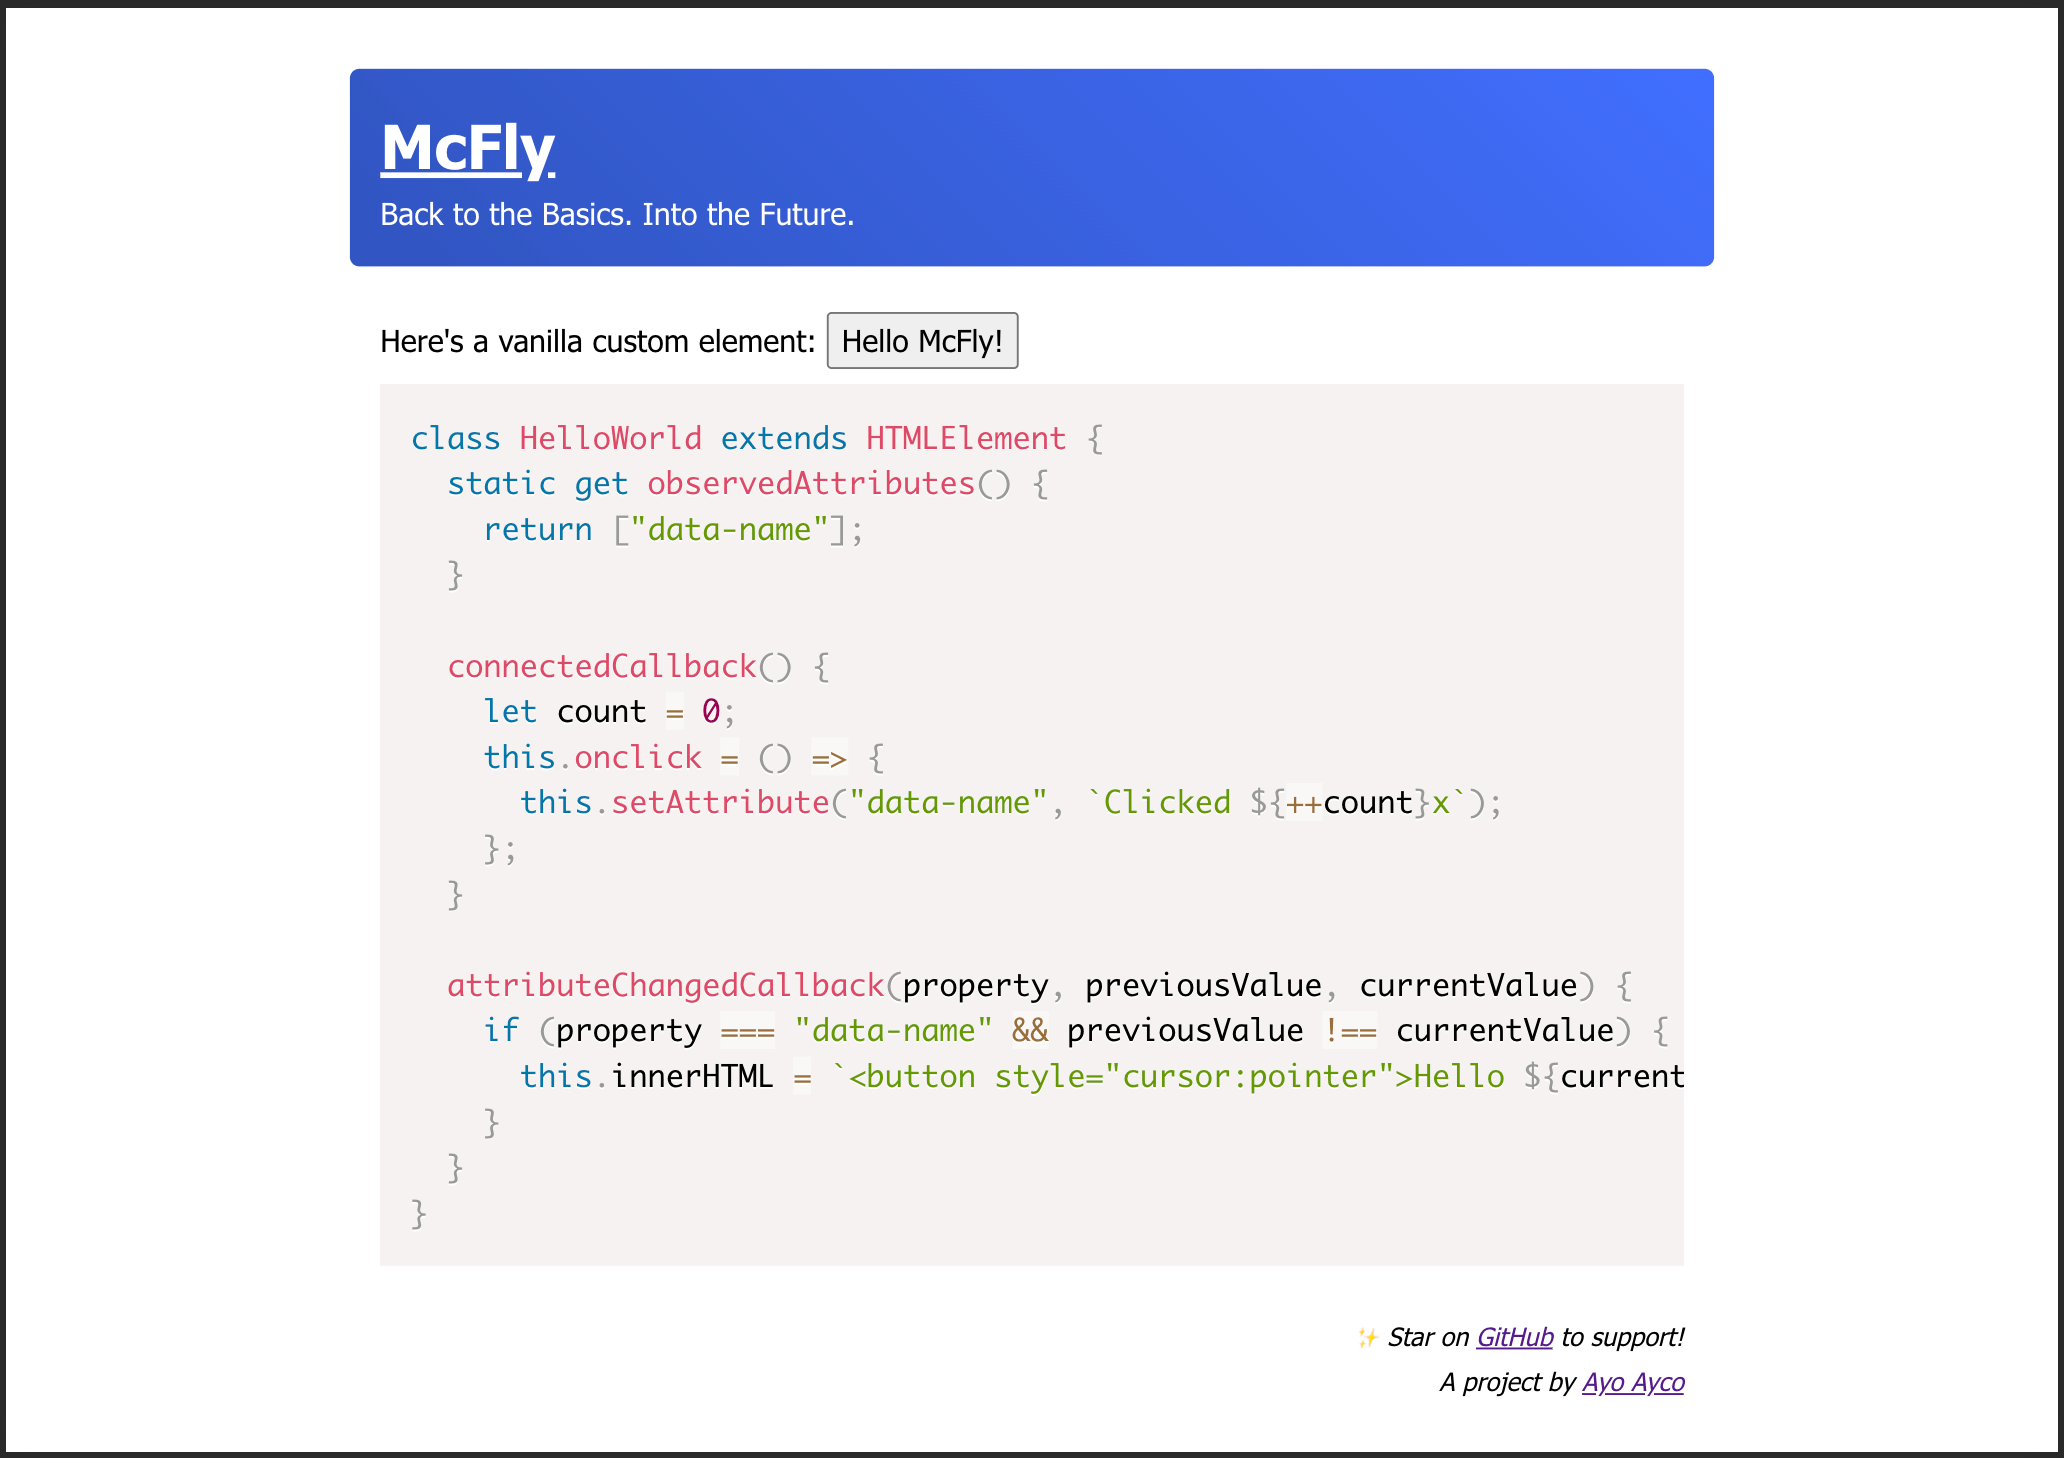 McFly
Back to the Basics. Into the Future.
Here's a vanilla custom element: Hello McFly!
class HelloWorld extends HTMLElement {
  static get observedAttributes() {
    return ["data-name"];
  }

  connectedCallback() {
    let count = 0;
    this.onclick = () => {
      this.setAttribute("data-name", `Clicked ${++count}x`);
    };
  }

  attributeChangedCallback(property, previousValue, currentValue) {
    if (property === "data-name" && previousValue !== currentValue) {
      this.innerHTML = `<button style="cursor:pointer">Hello ${current
    }
  }
}
✨ Star on GitHub to support!
A project by Ayo Ayco